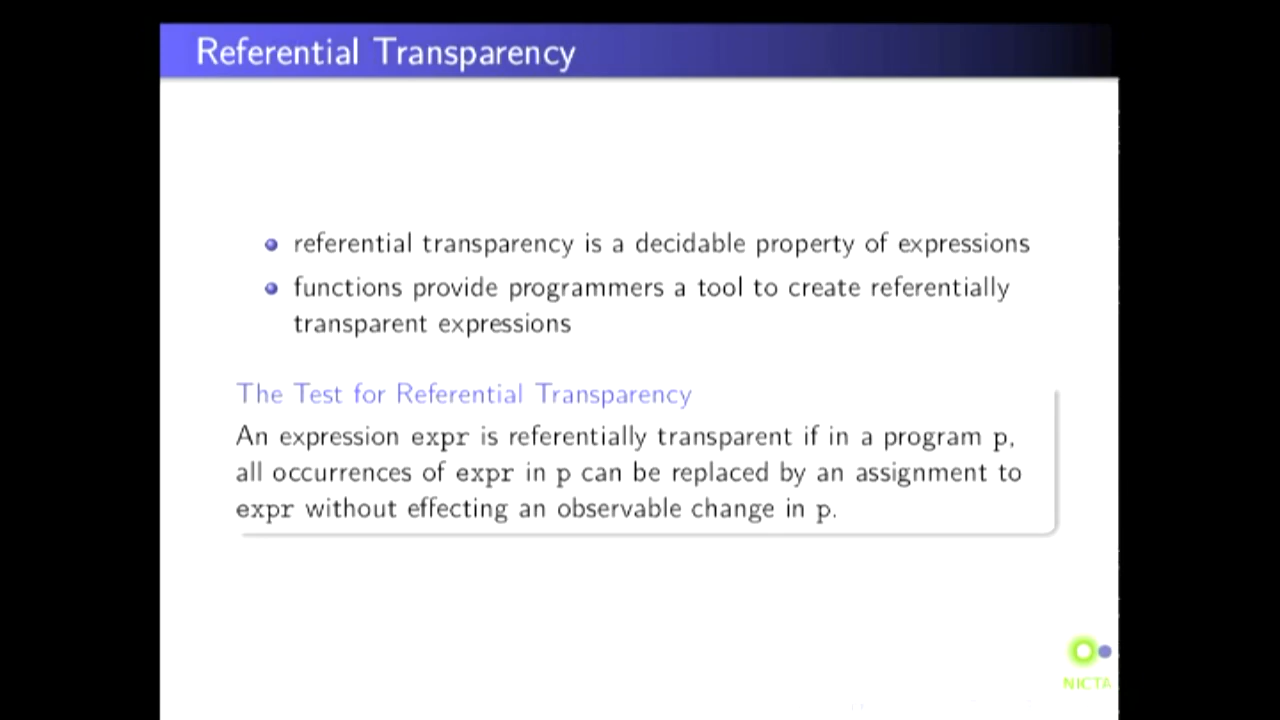 Referential Transparency
referential transparency is a decidable property of expressions
functions provide programmers a tool to create referentially
transparent expressions
The Test for Referential Transparency
An expression expr is referentially transparent if in a program p,
all occurrences of expr in p can be replaced by an assignment to
expr without effecting an observable change in p.
NICTA